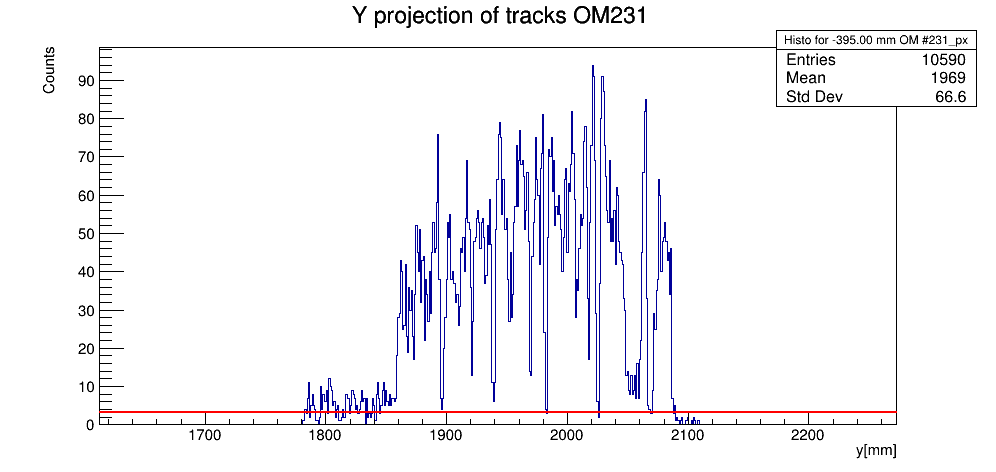 Y projection of tracks OM231
Histo for -395.00 mm OM #231_px
Entries 10590
Mean 1969
Std Dev 66.6
Counts
90
80
70
60
50
40
30
20
10
0
1700 1800 1900 2000 2100 2200
y[mm]